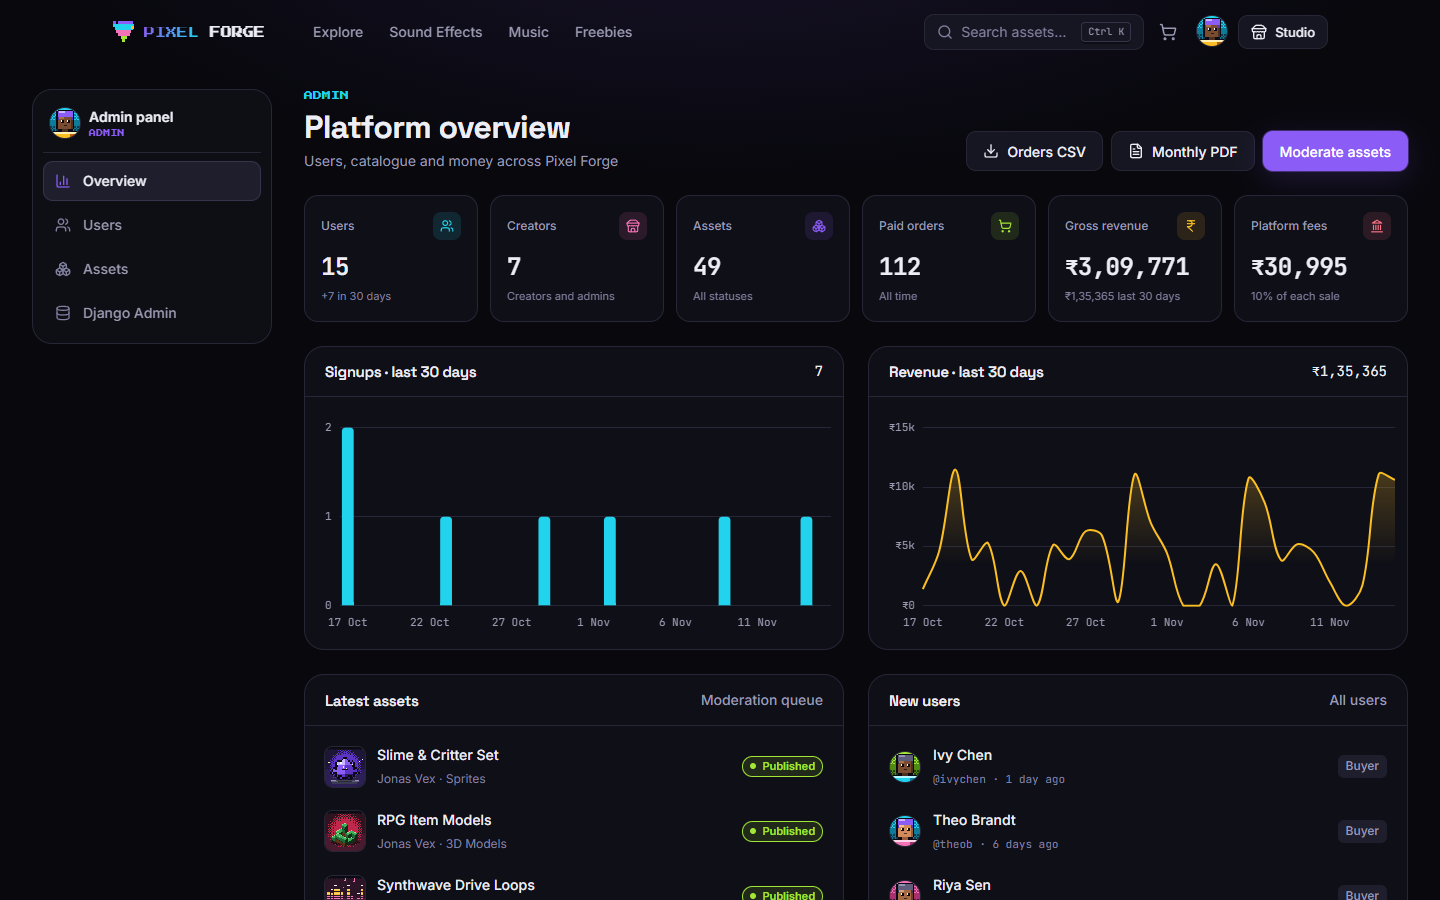 PIXEL FORGE
Explore
Sound Effects
Music
Freebies
Search assets...
Ctrl K
Studio
Admin panel
ADMIN
Overview
Users
Assets
Django Admin
ADMIN
Platform overview
Users, catalogue and money across Pixel Forge
Orders CSV
Monthly PDF
Moderate assets
Users
15
+7 in 30 days
Creators
7
Creators and admins
Assets
49
All statuses
Paid orders
112
All time
Gross revenue
₹3,09,771
₹1,35,365 last 30 days
Platform fees
₹30,995
10% of each sale
Signups · last 30 days
7
2
1
0
17 Oct
22 Oct
27 Oct
1 Nov
6 Nov
11 Nov
Revenue · last 30 days
₹1,35,365
₹15k
₹10k
₹5k
₹0
17 Oct
22 Oct
27 Oct
1 Nov
6 Nov
11 Nov
Latest assets
Moderation queue
Slime & Critter Set
Jonas Vex · Sprites
Published
RPG Item Models
Jonas Vex · 3D Models
Published
Synthwave Drive Loops
Published
New users
All users
Ivy Chen
@ivychen · 1 day ago
Buyer
Theo Brandt
@theob · 6 days ago
Buyer
Riya Sen
Buyer